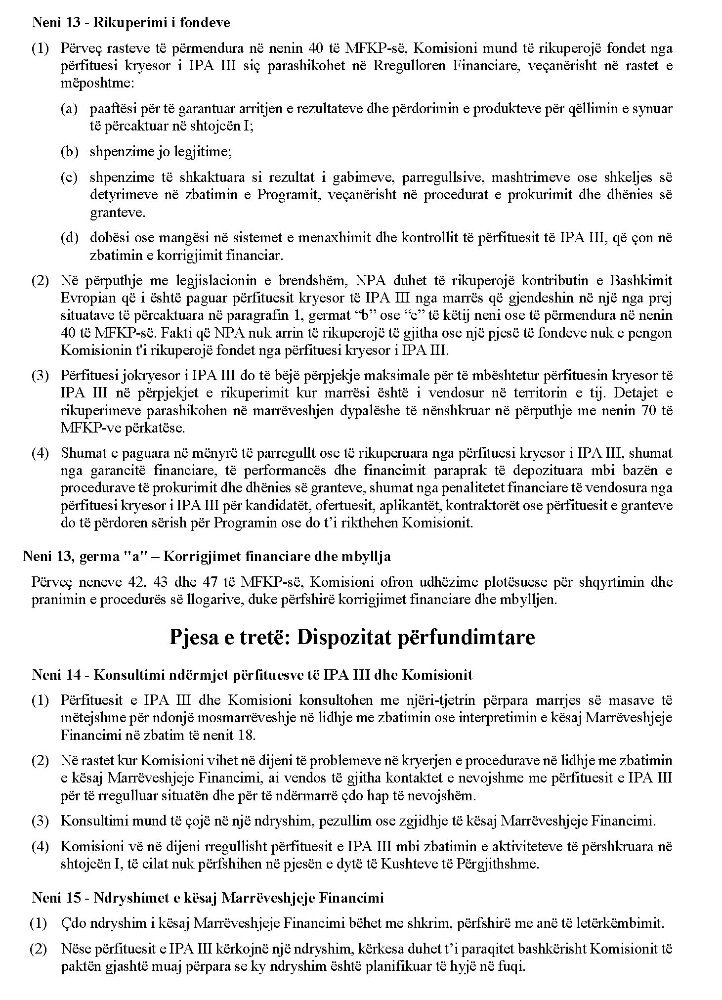 Neni 13 - Rikuperimi i fondeve
(1) Përveç rasteve të përmendura në nenin 40 të MFKP-së, Komisioni mund të rikuperojë fondet nga
përfituesi kryesor i IPA III siç parashikohet në Rregulloren Financiare, veçanërisht në rastet e
mëposhtme:
(a) paaftësi për të garantuar arritjen e rezultateve dhe përdorimin e produkteve për qëllimin e synuar
të përcaktuar në shtojcën I;
(b) shpenzime jo legjitime;
(c) shpenzime të shkaktuara si rezultat i gabimeve, parregullsive, mashtrimeve ose shkeljes së
detyrimeve në zbatimin e Programit, veçanërisht në procedurat e prokurimit dhe dhënies së
granteve.
(d) dobësi ose mangësi në sistemet e menaxhimit dhe kontrollit të përfituesit të IPA III, që çon në
zbatimin e korrigjimit financiar.
(2) Në përputhje me legjislacionin e brendshëm, NPA duhet të rikuperojë kontributin e Bashkimit
Evropian që i është paguar përfituesit kryesor të IPA III nga marrës që gjendeshin në një nga prej
situatave të përcaktuara në paragrafin 1, germat “b” ose “c” të këtij neni ose të përmendura në nenin
40 të MFKP-së. Fakti që NPA nuk arrin të rikuperojë të gjitha ose një pjesë të fondeve nuk e pengon
Komisionin t'i rikuperojë fondet nga përfituesi kryesor i IPA III.
(3) Përfituesi jokryesor i IPA III do të bëjë përpjekje maksimale për të mbështetur përfituesin kryesor të
IPA III në përpjekjet e rikuperimit kur marrësi është i vendosur në territorin e tij. Detajet e
rikuperimeve parashikohen në marrëveshjen dypalëshe të nënshkruar në përputhje me nenin 70 të
MFKP-ve përkatëse.
(4) Shumat e paguara në mënyrë të parregullt ose të rikuperuara nga përfituesi kryesor i IPA III, shumat
nga garancitë financiare, të performancës dhe financimit paraprak të depozituara mbi bazën e
procedurave të prokurimit dhe dhënies së granteve, shumat nga penalitetet financiare të vendosura nga
përfituesi kryesor i IPA III për kandidatët, ofertuesit, aplikantët, kontraktorët ose përfituesit e granteve
do të përdoren sërish për Programin ose do t’i rikthehen Komisionit.
Neni 13, germa "a" – Korrigjimet financiare dhe mbyllja
Përveç neneve 42, 43 dhe 47 të MFKP-së, Komisioni ofron udhëzime plotësuese për shqyrtimin dhe
pranimin e procedurës së llogarive, duke përfshirë korrigjimet financiare dhe mbylljen.
Pjesa e tretë: Dispozitat përfundimtare
Neni 14 - Konsultimi ndërmjet përfituesve të IPA III dhe Komisionit
(1) Përfituesit e IPA III dhe Komisioni konsultohen me njëri-tjetrin përpara marrjes së masave të
mëtejshme për ndonjë mosmarrëveshje në lidhje me zbatimin ose interpretimin e kësaj Marrëveshjeje
Financimi në zbatim të nenit 18.
(2) Në rastet kur Komisioni vihet në dijeni të problemeve në kryerjen e procedurave në lidhje me zbatimin
e kësaj Marrëveshjeje Financimi, ai vendos të gjitha kontaktet e nevojshme me përfituesit e IPA III
për të rregulluar situatën dhe për të ndërmarrë çdo hap të nevojshëm.
(3) Konsultimi mund të çojë në një ndryshim, pezullim ose zgjidhje të kësaj Marrëveshjeje Financimi.
(4) Komisioni vë në dijeni rregullisht përfituesit e IPA III mbi zbatimin e aktiviteteve të përshkruara në
shtojcën I, të cilat nuk përfshihen në pjesën e dytë të Kushteve të Përgjithshme.
Neni 15 - Ndryshimet e kësaj Marrëveshjeje Financimi
(1) Çdo ndryshim i kësaj Marrëveshjeje Financimi bëhet me shkrim, përfshirë me anë të letërkëmbimit.
(2) Nëse përfituesit e IPA III kërkojnë një ndryshim, kërkesa duhet t’i paraqitet bashkërisht Komisionit të
paktën gjashtë muaj përpara se ky ndryshim është planifikuar të hyjë në fuqi.